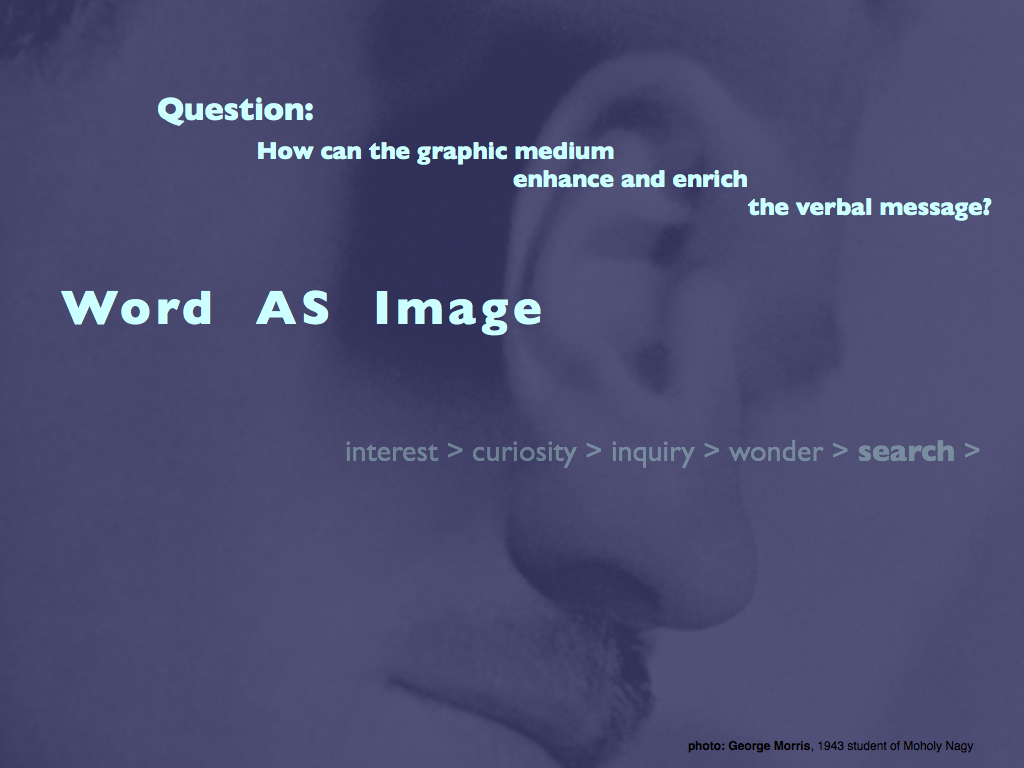 Question:
How can the graphic medium
enhance and enrich
the verbal message?
Word AS Image
interest > curiosity > inquiry > wonder > search >
photo: George Morris, 1943 student of Moholy Nagy